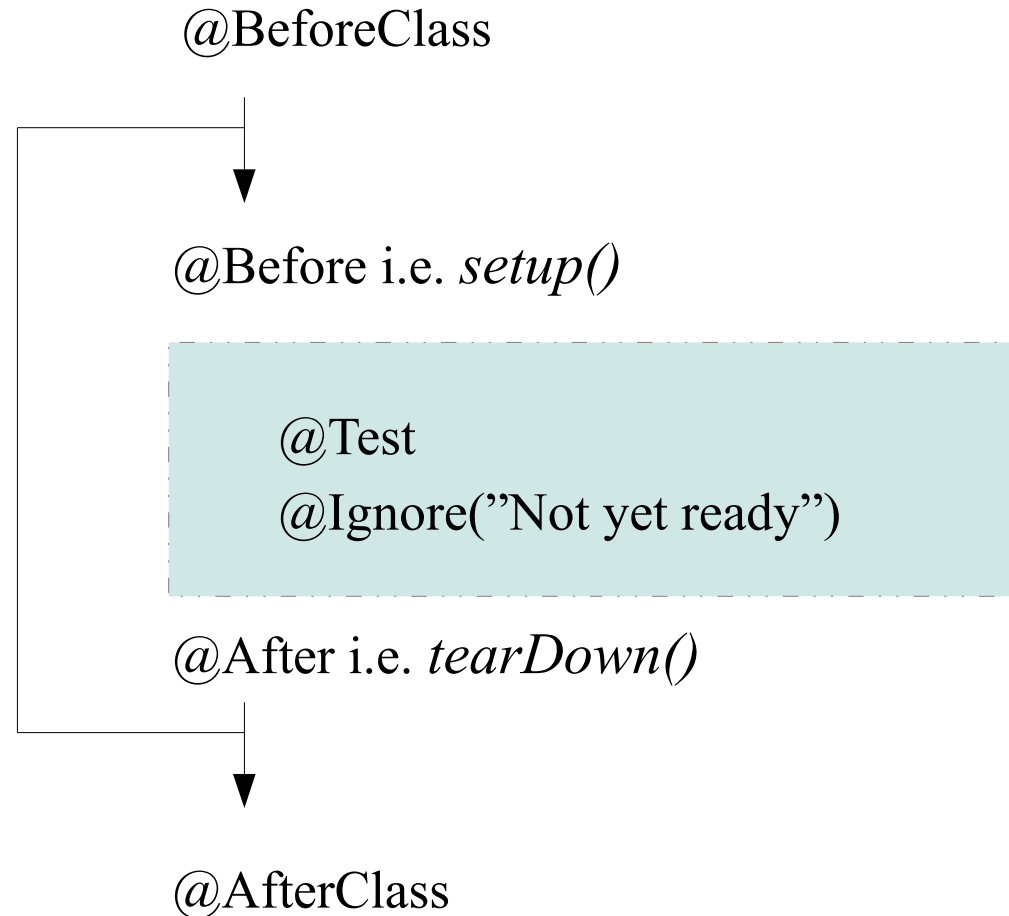 @BeforeClass
@Before i.e. setup()
@Test
@Ignore(”Not yet ready”)
@After i.e. tearDown()
@AfterClass